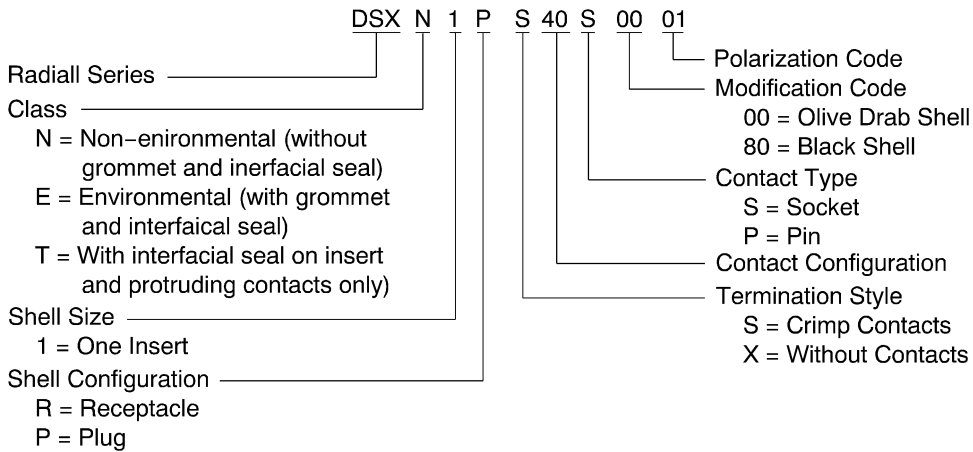 DSX N 1 P S 40 S 00 01
Radiall Series
Class
N = Non-enironmental (without
grommet and inerfacial seal)
E = Environmental (with grommet
and interfaical seal)
T = With interfacial seal on insert
and protruding contacts only)
Shell Size
1 = One Insert
Shell Configuration
R = Receptacle
P = Plug
Polarization Code
Modification Code
00 = Olive Drab Shell
80 = Black Shell
Contact Type
S = Socket
P = Pin
Contact Configuration
Termination Style
S = Crimp Contacts
X = Without Contacts